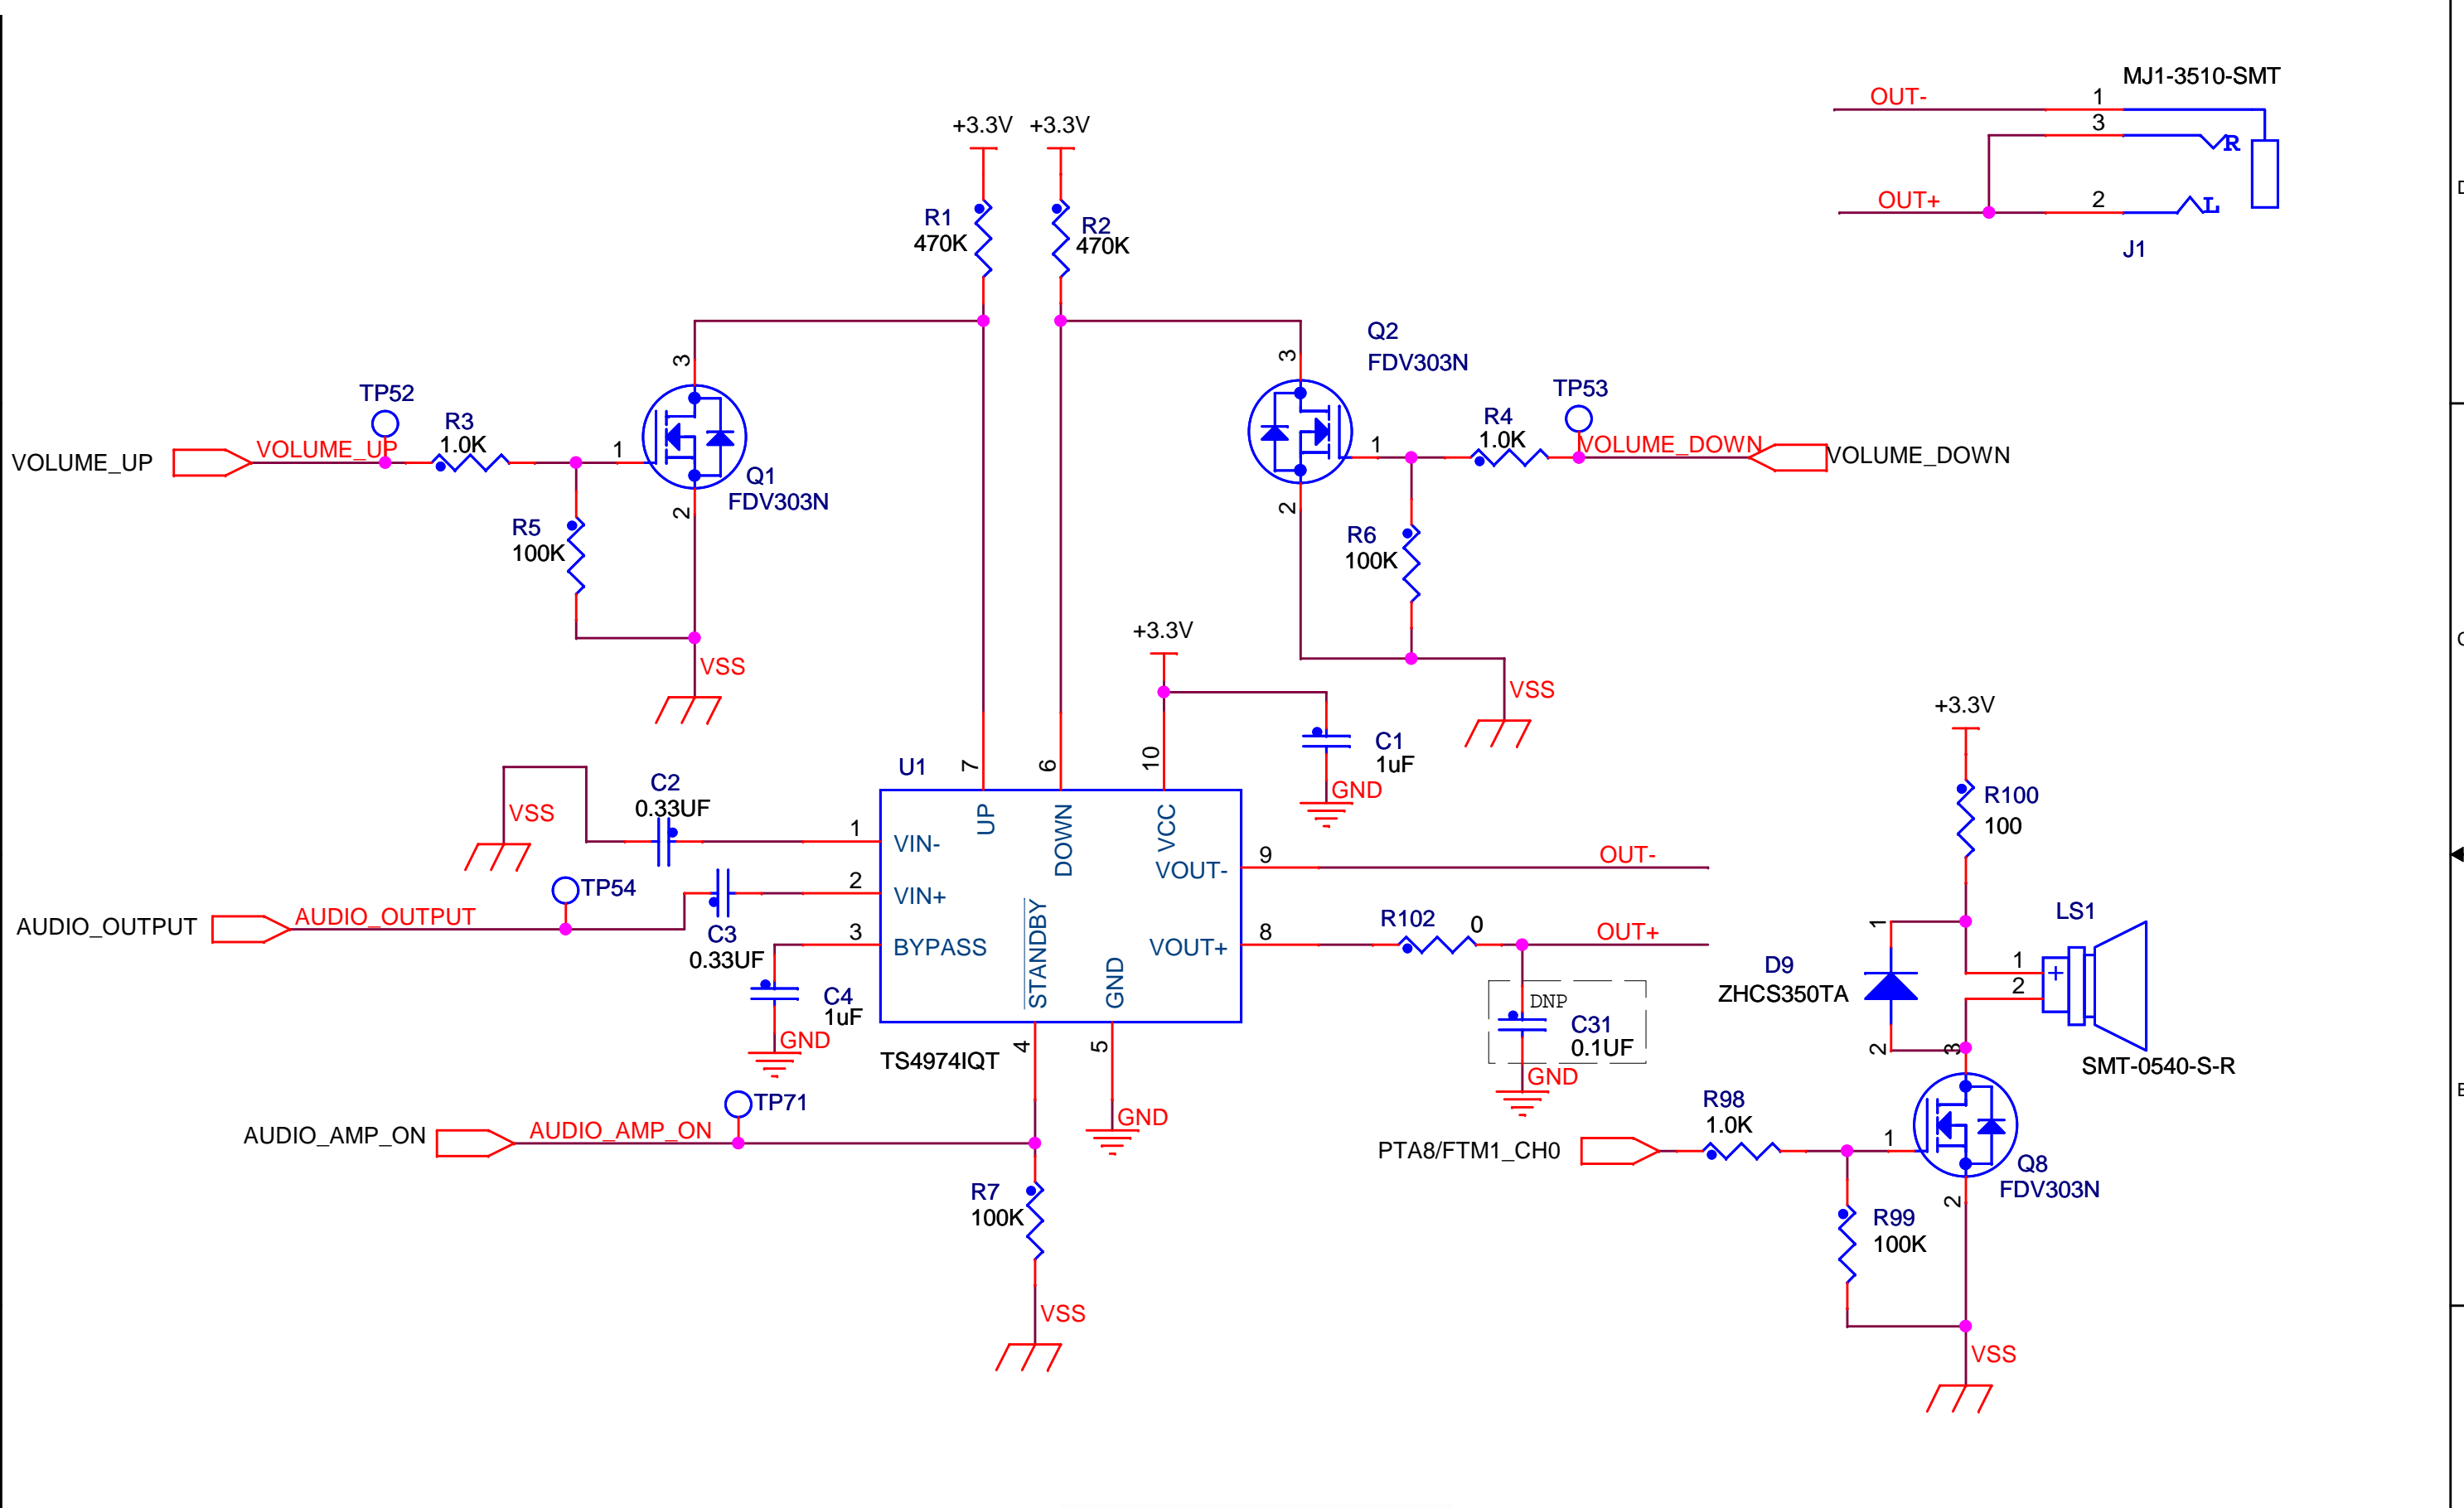 MJ1-3510-SMT
OUT-
1
3
R
OUT+
2
L
J1
+3.3V
+3.3V
R1
470K
R2
470K
3
TP52
R3
1.0K
VOLUME_UP
VOLUME_UP
1
Q1
FDV303N
2
R5
100K
VSS
Q2
FDV303N
3
TP53
R4
1.0K
1
VOLUME_DOWN
VOLUME_DOWN
2
R6
100K
VSS
+3.3V
C1
1uF
GND
10
7
6
U1
C2
0.33UF
VSS
1
VIN-
UP
DOWN
VCC
VOUT-
9
OUT-
TP54
2
VIN+
AUDIO_OUTPUT
AUDIO_OUTPUT
C3
0.33UF
3
BYPASS
STANDBY
GND
VOUT+
8
R102
0
OUT+
C4
1uF
GND
TS4974IQT
4
5
DNP
C31
0.1UF
GND
GND
TP71
AUDIO_AMP_ON
AUDIO_AMP_ON
R7
100K
VSS
+3.3V
R100
100
LS1
1
D9
ZHCS350TA
1
+
2
2
3
SMT-0540-S-R
R98
1.0K
PTA8/FTM1_CH0
1
Q8
FDV303N
2
R99
100K
VSS